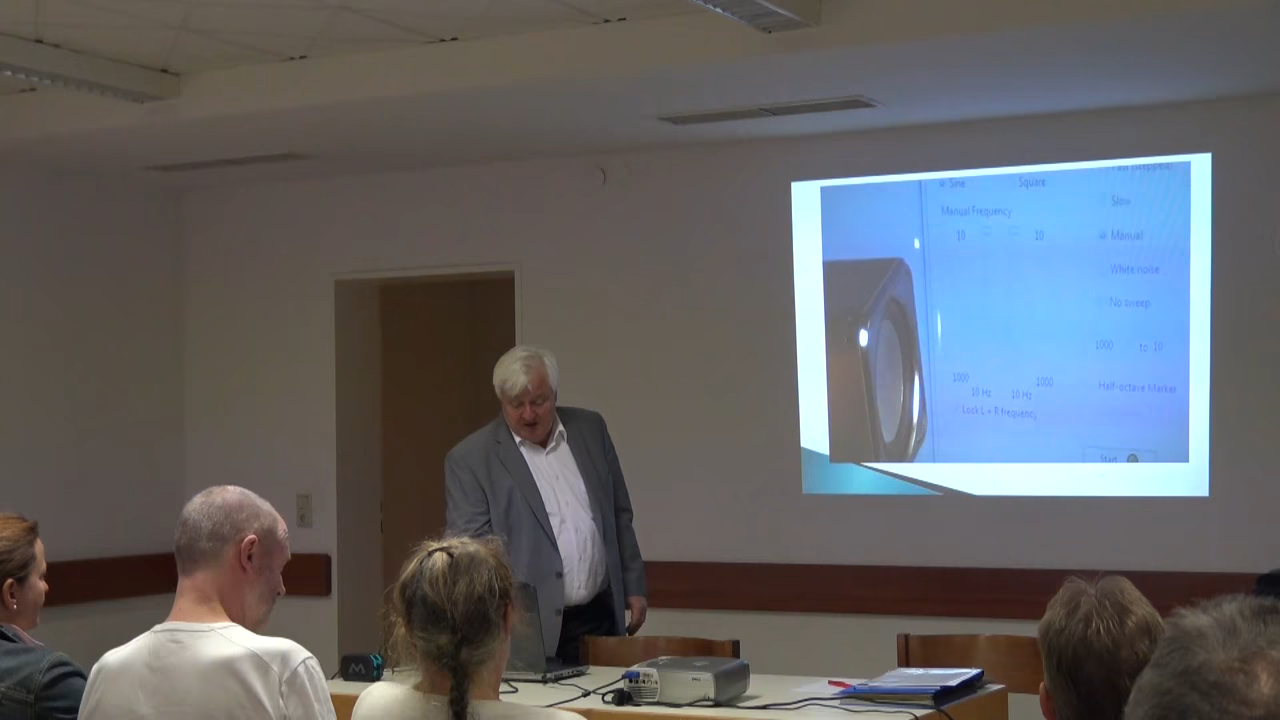 Sine Square
Slow
Manual Frequency
10 10 Manual
White noise
No sweep
1000 to 10
1000 1000
10 Hz 10 Hz Half-octave Marker
Lock L + R frequency
Start
DELL